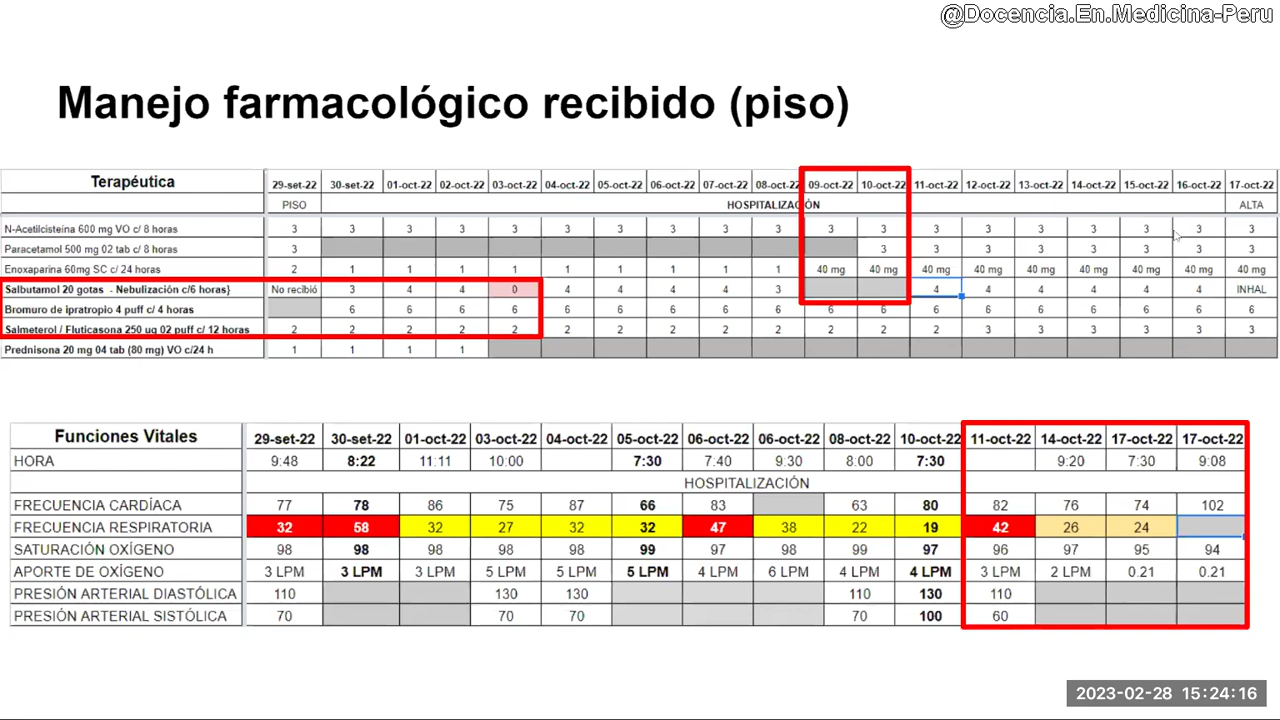 @Docencia.En.Medicina-Peru
Manejo farmacológico recibido (piso)
Terapéutica 29-set-22 30-set-22 01-oct-22 02-oct-22 03-oct-22 04-oct-22 05-oct-22 06-oct-22 07-oct-22 08-oct-22 09-oct-22 10-oct-22 11-oct-22 12-oct-22 13-oct-22 14-oct-22 15-oct-22 16-oct-22 17-oct-22
PISO HOSPITALIZACIÓN ALTA
N-Acetilcisteína 600 mg VO c/ 8 horas 3 3 3 3 3 3 3 3 3 3 3 3 3 3 3 3 3 3 3
Paracetamol 500 mg 02 tab c/ 8 horas 3 3 3 3 3 3 3 3 3
Enoxaparina 60mg SC c/ 24 horas 2 1 1 1 1 1 1 1 1 1 40 mg 40 mg 40 mg 40 mg 40 mg 40 mg 40 mg 40 mg 40 mg
Salbutamol 20 gotas - Nebulización c/6 horas} No recibió 3 4 4 0 4 4 4 4 3 4 4 4 4 4 4 INHAL
Bromuro de ipratropio 4 puff c/ 4 horas 6 6 6 6 6 6 6 6 6 6 6 6 6 6 6 6 6 6
Salmeterol / Fluticasona 250 ug 02 puff c/ 12 horas 2 2 2 2 2 2 2 2 2 2 2 2 2 3 3 3 3 3 3
Prednisona 20 mg 04 tab (80 mg) VO c/24 h 1 1 1 1
Funciones Vitales 29-set-22 30-set-22 01-oct-22 03-oct-22 04-oct-22 05-oct-22 06-oct-22 06-oct-22 08-oct-22 10-oct-22 11-oct-22 14-oct-22 17-oct-22 17-oct-22
HORA 9:48 8:22 11:11 10:00 7:30 7:40 9:30 8:00 7:30 9:20 7:30 9:08
HOSPITALIZACIÓN
FRECUENCIA CARDÍACA 77 78 86 75 87 66 83 63 80 82 76 74 102
FRECUENCIA RESPIRATORIA 32 58 32 27 32 32 47 38 22 19 42 26 24
SATURACIÓN OXÍGENO 98 98 98 98 98 99 97 98 99 97 96 97 95 94
APORTE DE OXÍGENO 3 LPM 3 LPM 3 LPM 5 LPM 5 LPM 5 LPM 4 LPM 6 LPM 4 LPM 4 LPM 3 LPM 2 LPM 0.21 0.21
PRESIÓN ARTERIAL DIASTÓLICA 110 130 130 110 130 110
PRESIÓN ARTERIAL SISTÓLICA 70 70 70 70 100 60
2023-02-28 15:24:16